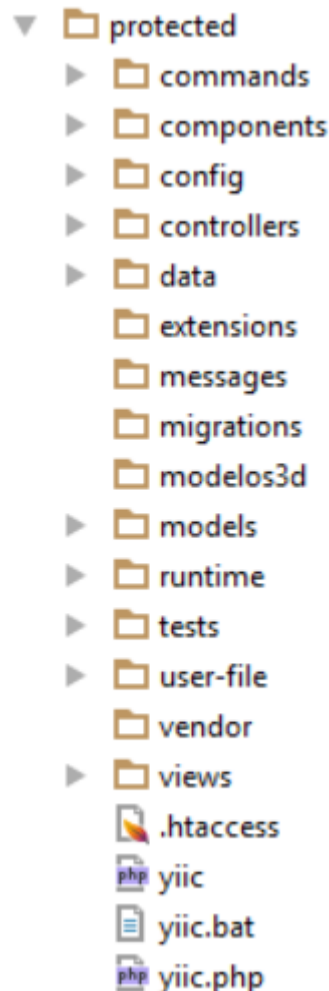 protected
commands
components
config
controllers
data
extensions
messages
migrations
modelos3d
models
runtime
tests
user-file
vendor
views
.htaccess
php yiic
yiic.bat
php yiic.php